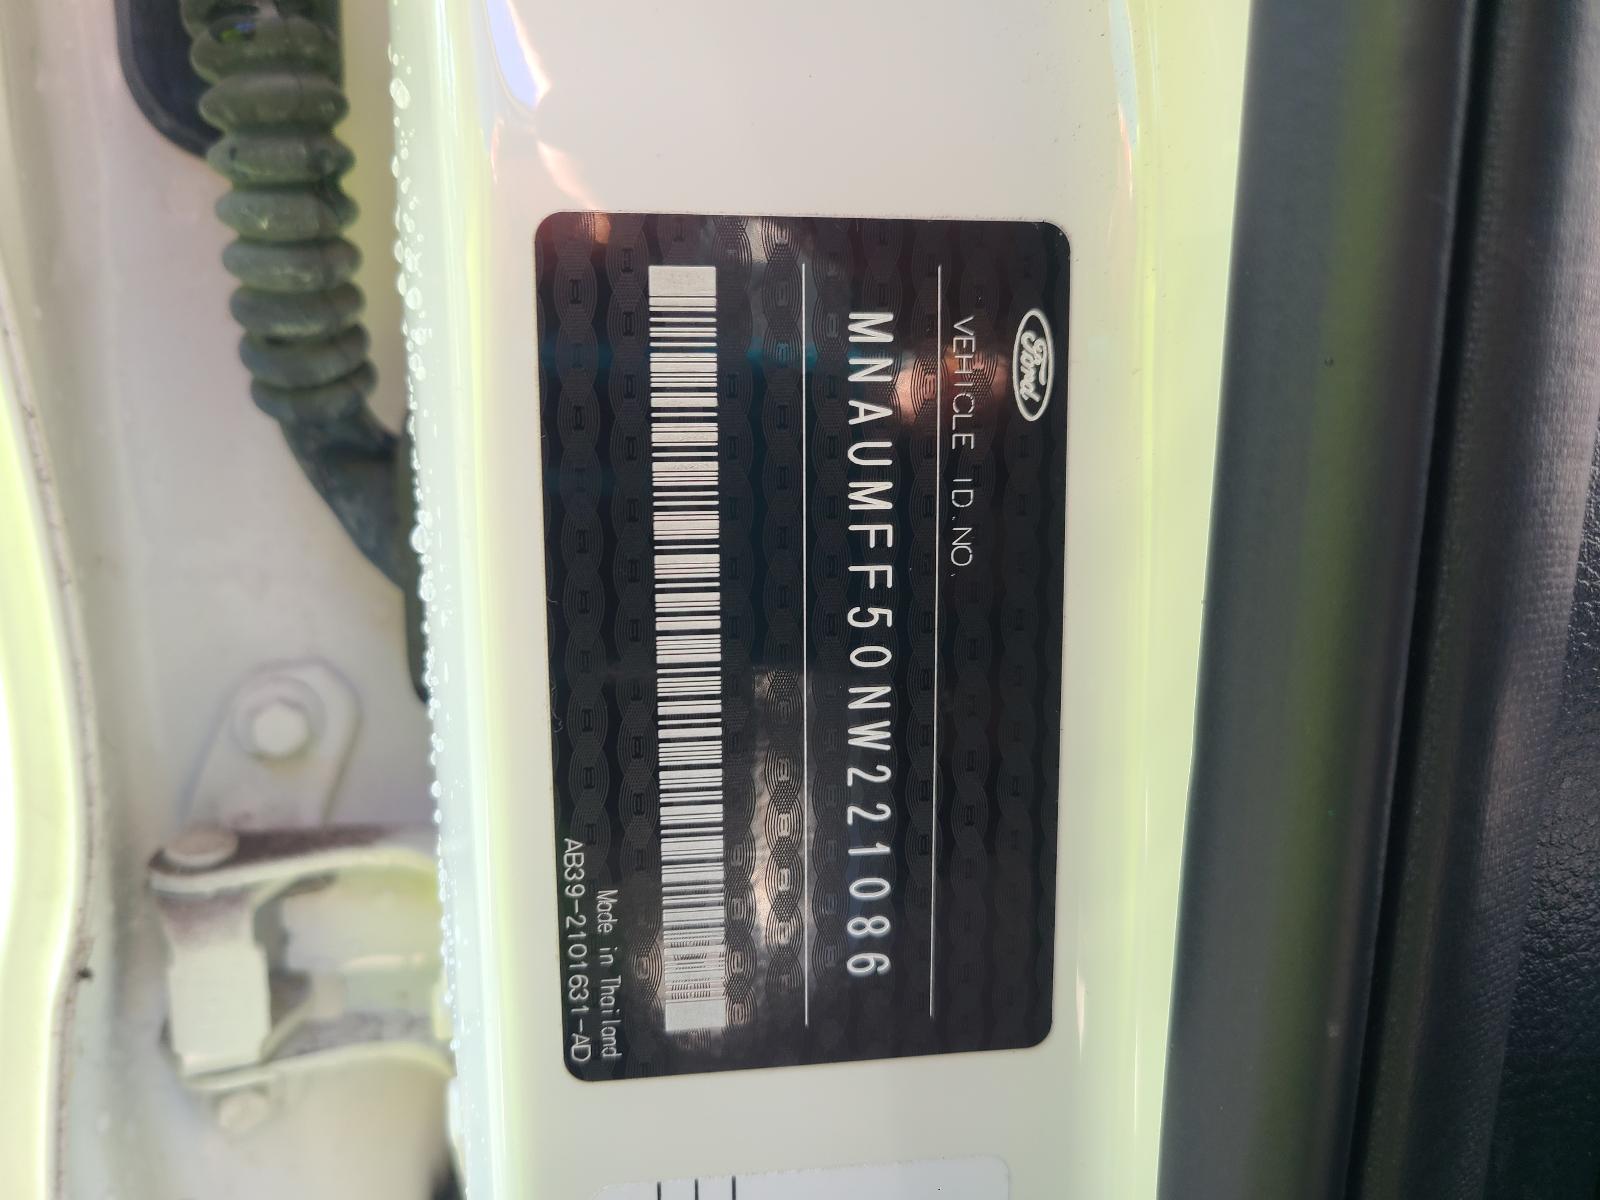 Ford
VEHICLE ID.NO.
MNAUMFF50NW221086
Made in Thailand
AB39-2101631-AD